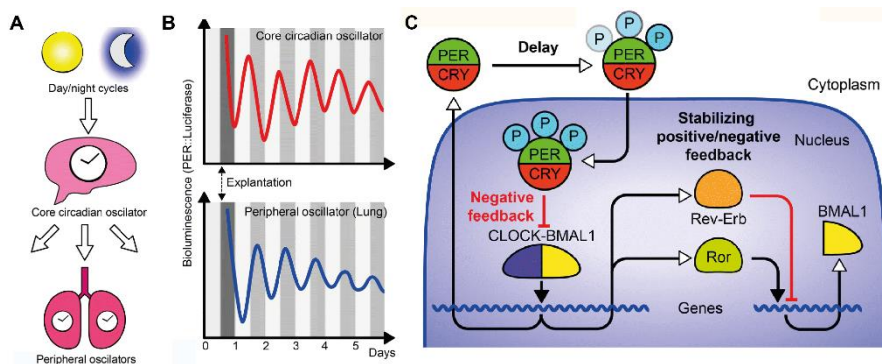 A
Day/night cycles
Core circadian oscilator
Peripheral oscilators
B
Bioluminescence (PER::Luciferase)
Core circadian oscillator
Explantation
Peripheral oscillator (Lung)
0 1 2 3 4 5 Days
C
PER
CRY
Delay
P
P
P
PER
CRY
Cytoplasm
P
P
P
PER
CRY
Stabilizing
positive/negative
feedback
Nucleus
Negative
feedback
CLOCK-BMAL1
Rev-Erb
BMAL1
Ror
Genes